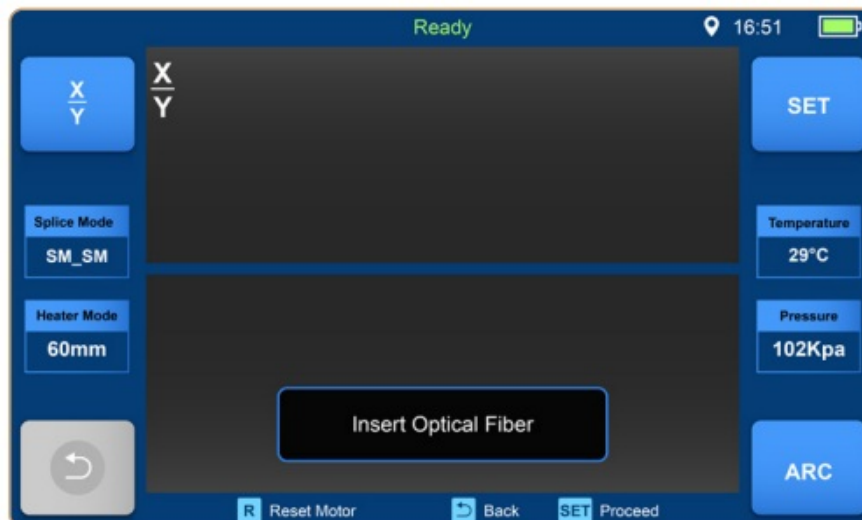 Ready
16:51
X
Y
X
Y
SET
Splice Mode
SM_SM
Temperature
29°C
Heater Mode
60mm
Pressure
102Kpa
Insert Optical Fiber
ARC
R Reset Motor
Back
SET Proceed